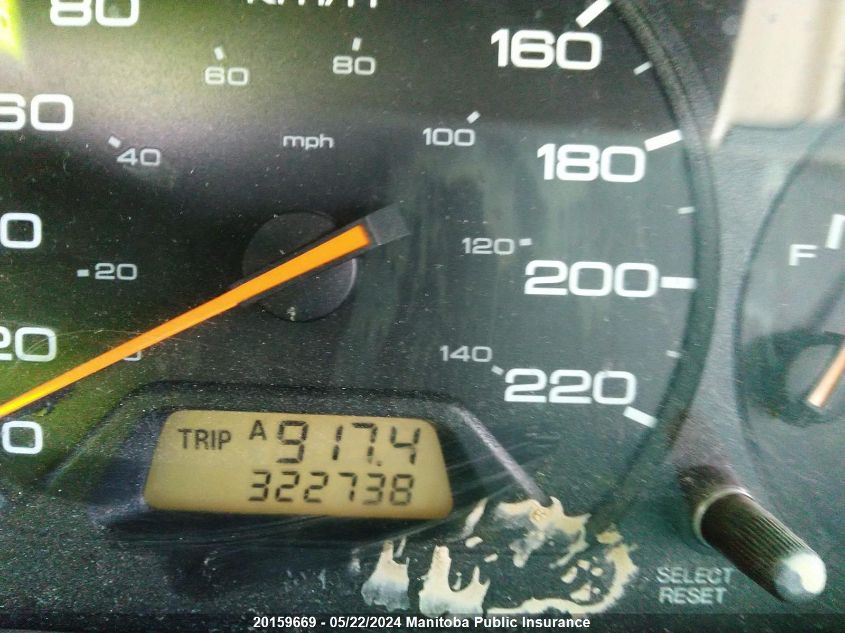 80 km/h
60 80 160
60
40 mph 100 180
120
20 200 F
20
140 220
0
TRIP A 917.4
322738
SELECT
RESET
20159669 - 05/22/2024 Manitoba Public Insurance